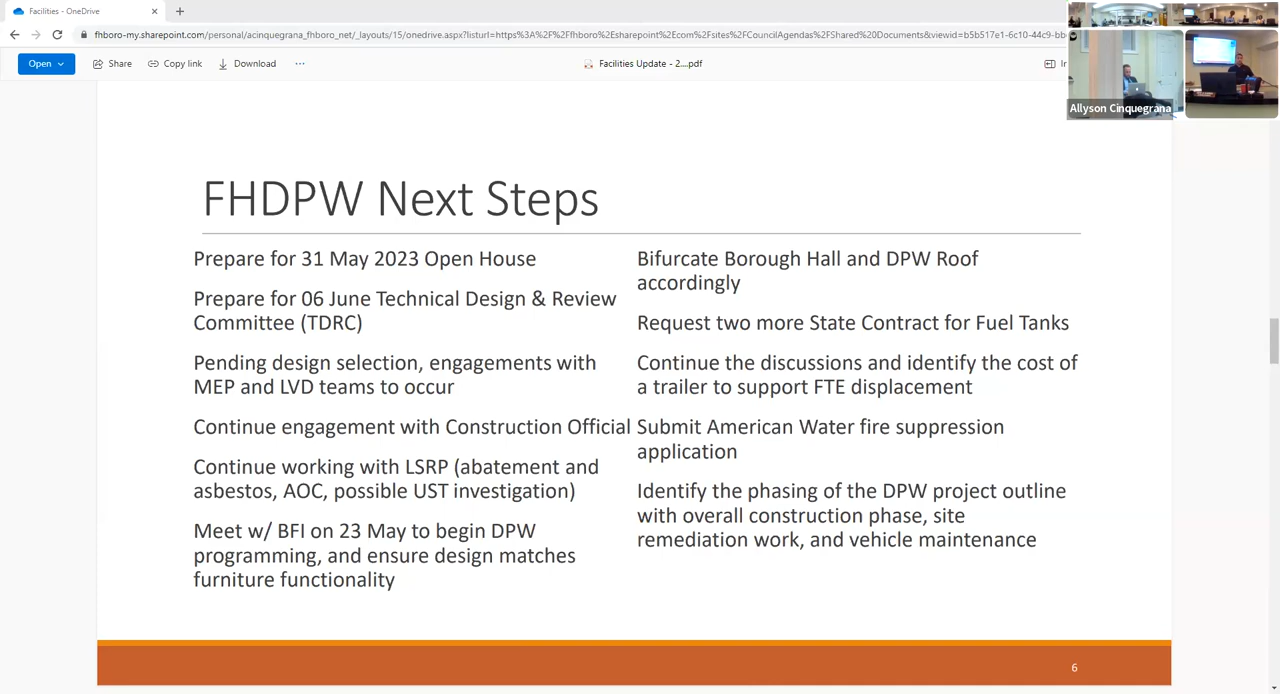 Facilities - OneDrive
fhboro-my.sharepoint.com/personal/acinquegrana_fhboro_net/_layouts/15/onedrive.aspx?listurl=https%3A%2F%2Ffhboro%2Esharepoint%2Ecom%2Fsites%2FCouncilAgendas%2FShared%20Documents&viewid=b5b517e1-6c10-44c9-bb
Open
Share
Copy link
Download
Facilities Update - 2....pdf
Allyson Cinquegrana
FHDPW Next Steps
Prepare for 31 May 2023 Open House
Prepare for 06 June Technical Design & Review
Committee (TDRC)
Pending design selection, engagements with
MEP and LVD teams to occur
Continue engagement with Construction Official
Continue working with LSRP (abatement and
asbestos, AOC, possible UST investigation)
Meet w/ BFI on 23 May to begin DPW
programming, and ensure design matches
furniture functionality
Bifurcate Borough Hall and DPW Roof
accordingly
Request two more State Contract for Fuel Tanks
Continue the discussions and identify the cost of
a trailer to support FTE displacement
Submit American Water fire suppression
application
Identify the phasing of the DPW project outline
with overall construction phase, site
remediation work, and vehicle maintenance
6